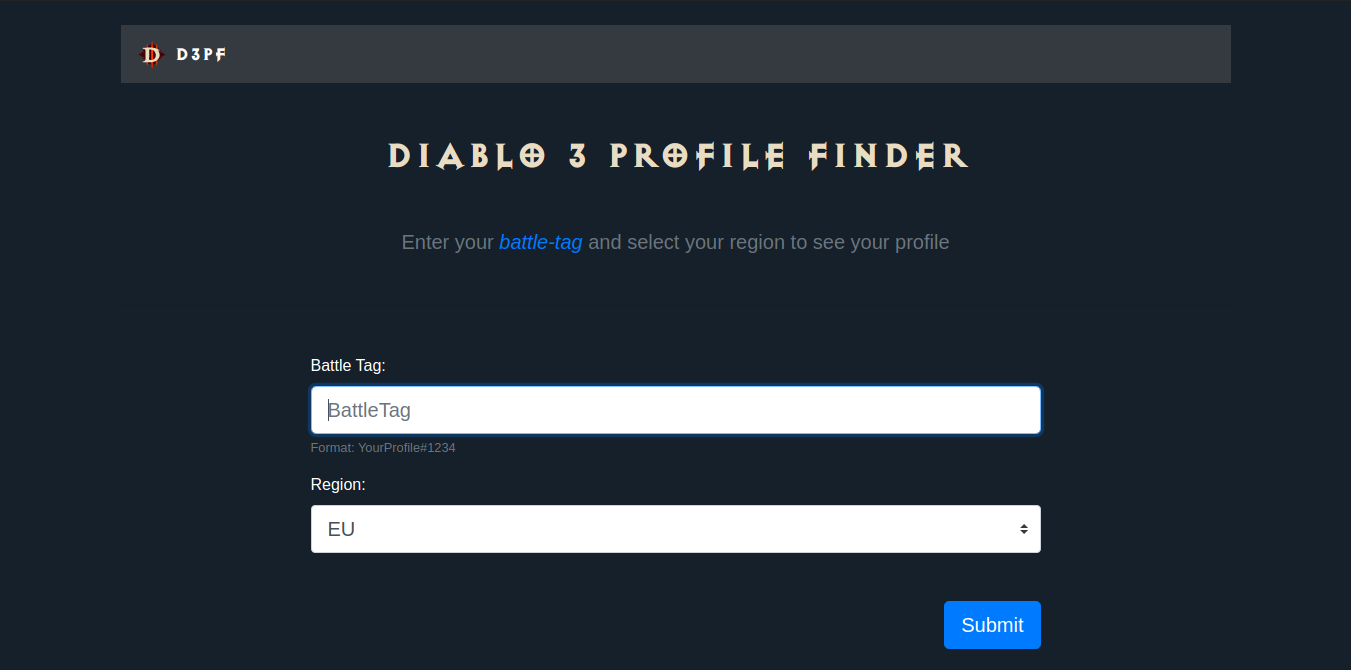 D D3PF
DIABLO 3 PROFILE FINDER
Enter your battle-tag and select your region to see your profile
Battle Tag:
BattleTag
Format: YourProfile#1234
Region:
EU
Submit